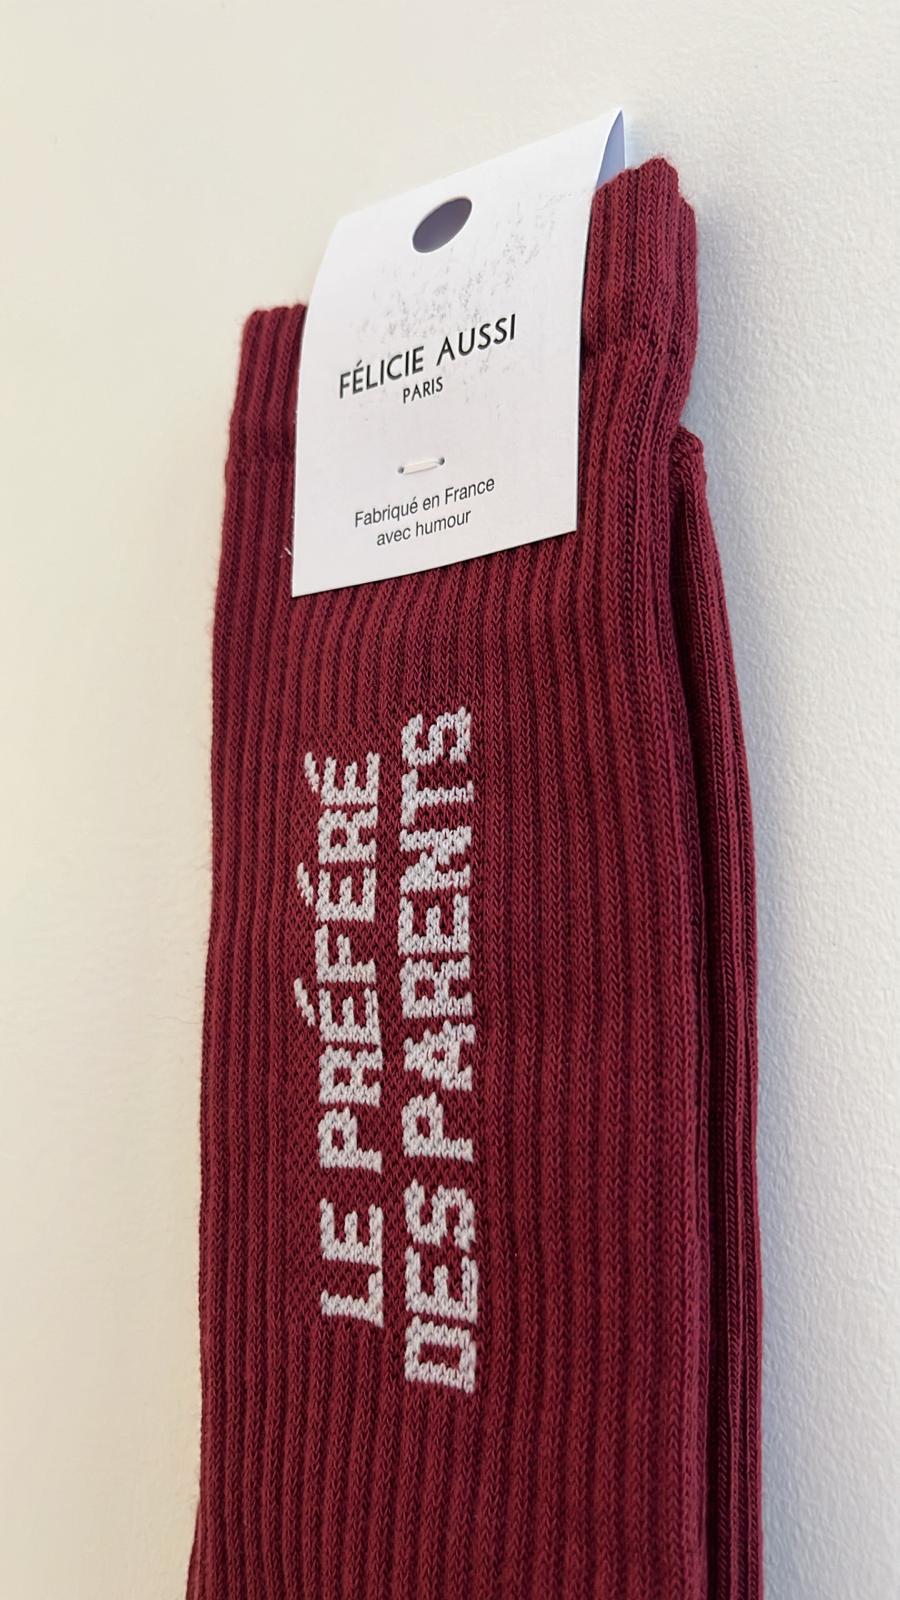 FÉLICIE AUSSI
PARIS
Fabriqué en France
avec humour
LE PRÉFÉRÉ
DES PARENTS